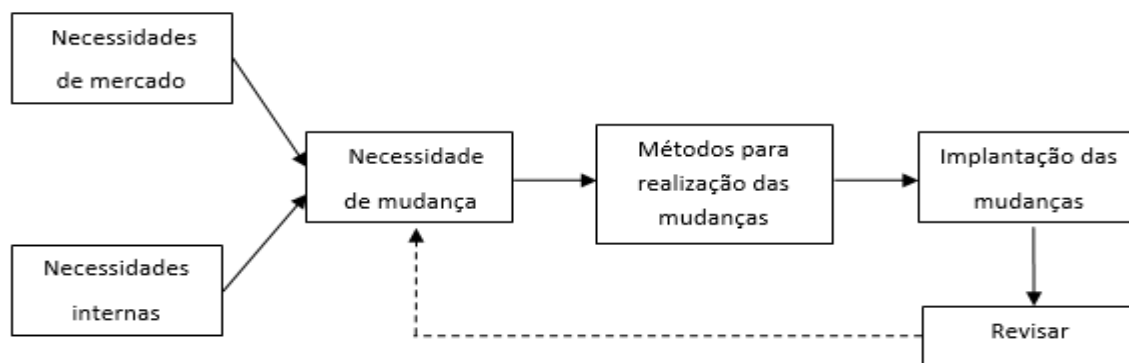 Necessidades
de mercado
Necessidades
internas
Necessidade
de mudança
Métodos para
realização das
mudanças
Implantação das
mudanças
Revisar